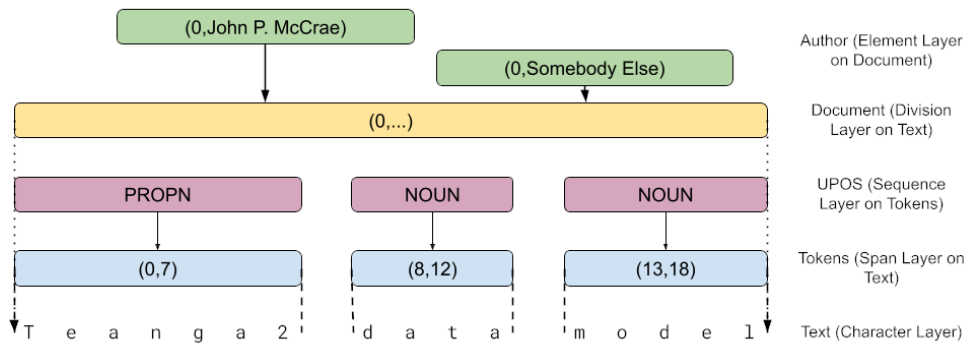 (0,John P. McCrae)
Author (Element Layer
on Document)
(0,Somebody Else)
(0,...)
Document (Division
Layer on Text)
PROPN
NOUN
NOUN
UPOS (Sequence
Layer on Tokens)
(0,7)
(8,12)
(13,18)
Tokens (Span Layer on
Text)
T e a n g a 2 d a t a m o d e l
Text (Character Layer)